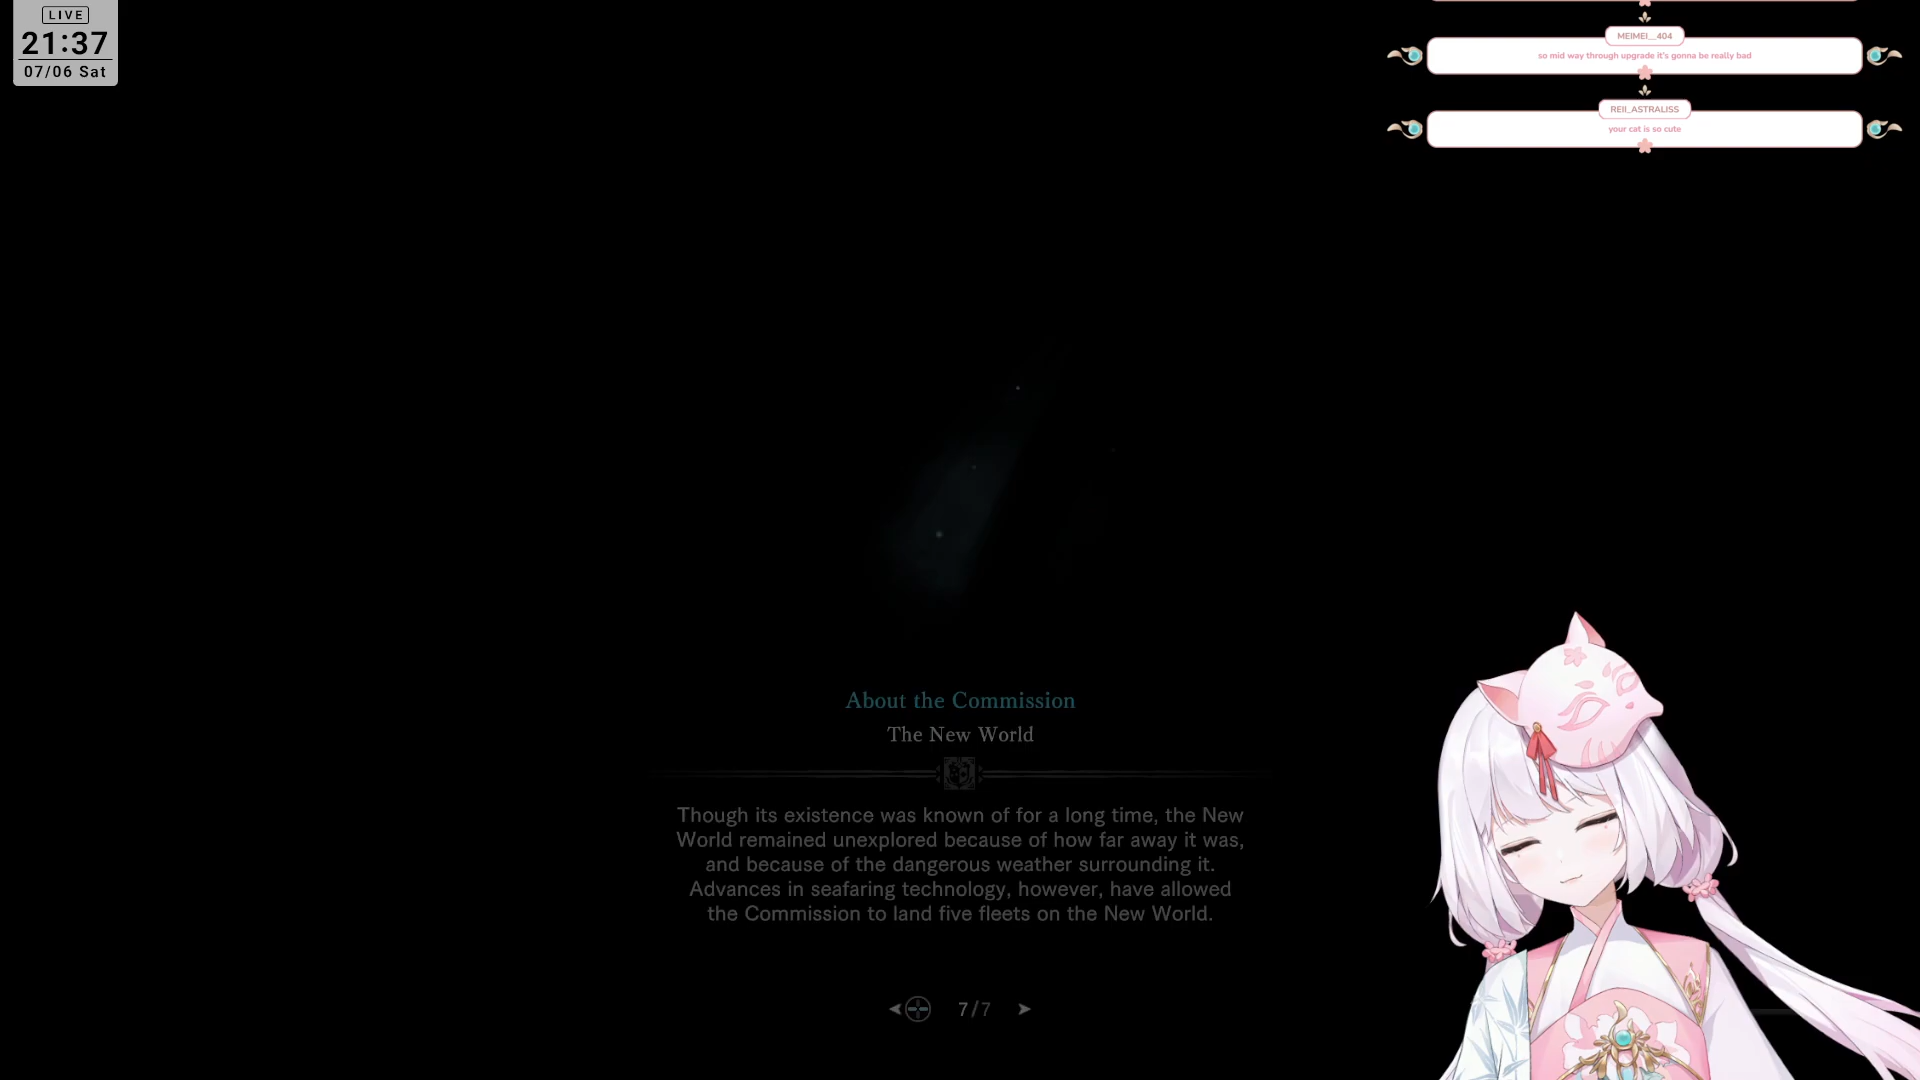 LIVE
21:37
07/06 Sat
MEIMEI__404
so mid way through upgrade it's gonna be really bad
REII_ASTRALISS
your cat is so cute
About the Commission
The New World
Though its existence was known of for a long time, the New
World remained unexplored because of how far away it was,
and because of the dangerous weather surrounding it.
Advances in seafaring technology, however, have allowed
the Commission to land five fleets on the New World.
7/7